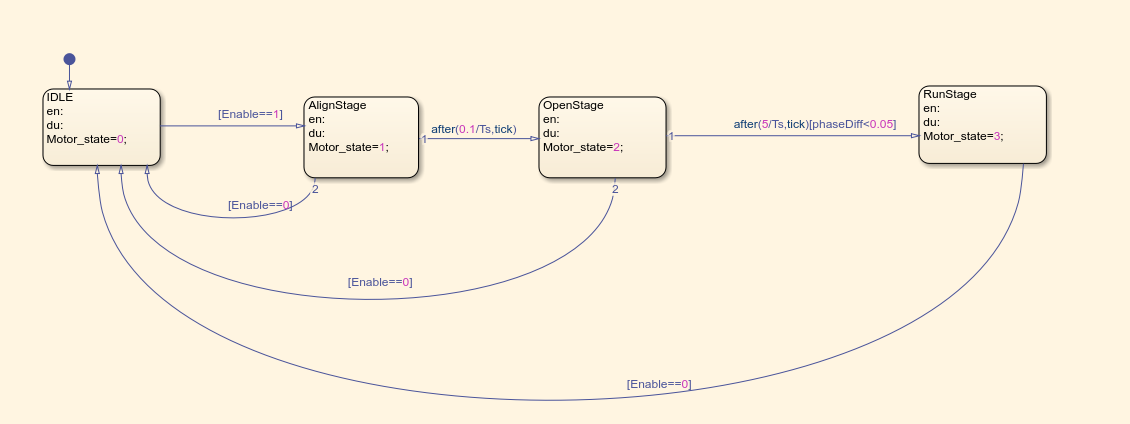 IDLE
en:
du:
Motor_state=0;
[Enable==1]
AlignStage
en:
du:
Motor_state=1;
1
after(0.1/Ts,tick)
OpenStage
en:
du:
Motor_state=2;
1
after(5/Ts,tick)[phaseDiff<0.05]
RunStage
en:
du:
Motor_state=3;
2
[Enable==0]
2
[Enable==0]
[Enable==0]